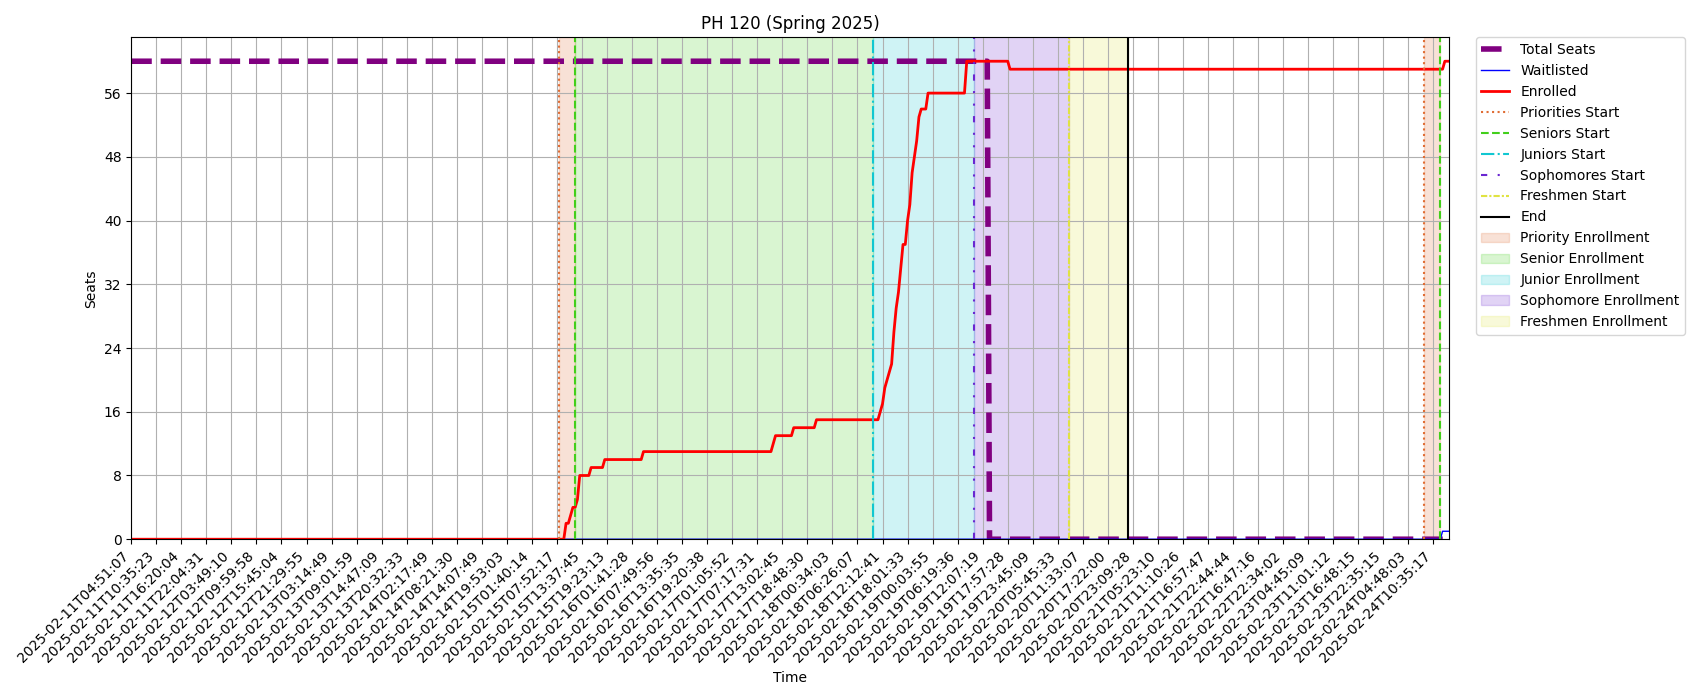 PH 120 (Spring 2025)
Seats
56
48
40
32
24
16
8
0
2025-02-11T04:51:07
2025-02-11T10:35:23
2025-02-11T16:20:04
2025-02-11T22:04:31
2025-02-12T03:49:10
2025-02-12T09:59:58
2025-02-12T15:45:04
2025-02-12T21:29:55
2025-02-13T03:14:49
2025-02-13T09:01:59
2025-02-13T14:47:09
2025-02-13T20:32:33
2025-02-14T02:17:49
2025-02-14T08:21:30
2025-02-14T14:07:49
2025-02-14T19:53:03
2025-02-15T01:40:14
2025-02-15T07:52:17
2025-02-15T13:37:45
2025-02-15T19:23:13
2025-02-16T01:41:28
2025-02-16T07:49:56
2025-02-16T13:35:35
2025-02-16T19:20:38
2025-02-17T01:05:52
2025-02-17T07:17:31
2025-02-17T13:02:45
2025-02-17T18:48:30
2025-02-18T00:34:03
2025-02-18T06:26:07
2025-02-18T12:12:41
2025-02-18T18:01:33
2025-02-19T00:03:55
2025-02-19T06:19:36
2025-02-19T12:07:19
2025-02-19T17:57:28
2025-02-19T23:45:09
2025-02-20T05:45:33
2025-02-20T11:33:07
2025-02-20T17:22:00
2025-02-20T23:09:28
2025-02-21T05:23:10
2025-02-21T11:10:26
2025-02-21T16:57:47
2025-02-21T22:44:44
2025-02-22T16:47:16
2025-02-22T22:34:02
2025-02-23T04:45:09
2025-02-23T11:01:12
2025-02-23T16:48:15
2025-02-23T22:35:15
2025-02-24T04:48:03
2025-02-24T10:35:17
Time
Total Seats
Waitlisted
Enrolled
Priorities Start
Seniors Start
Juniors Start
Sophomores Start
Freshmen Start
End
Priority Enrollment
Senior Enrollment
Junior Enrollment
Sophomore Enrollment
Freshmen Enrollment